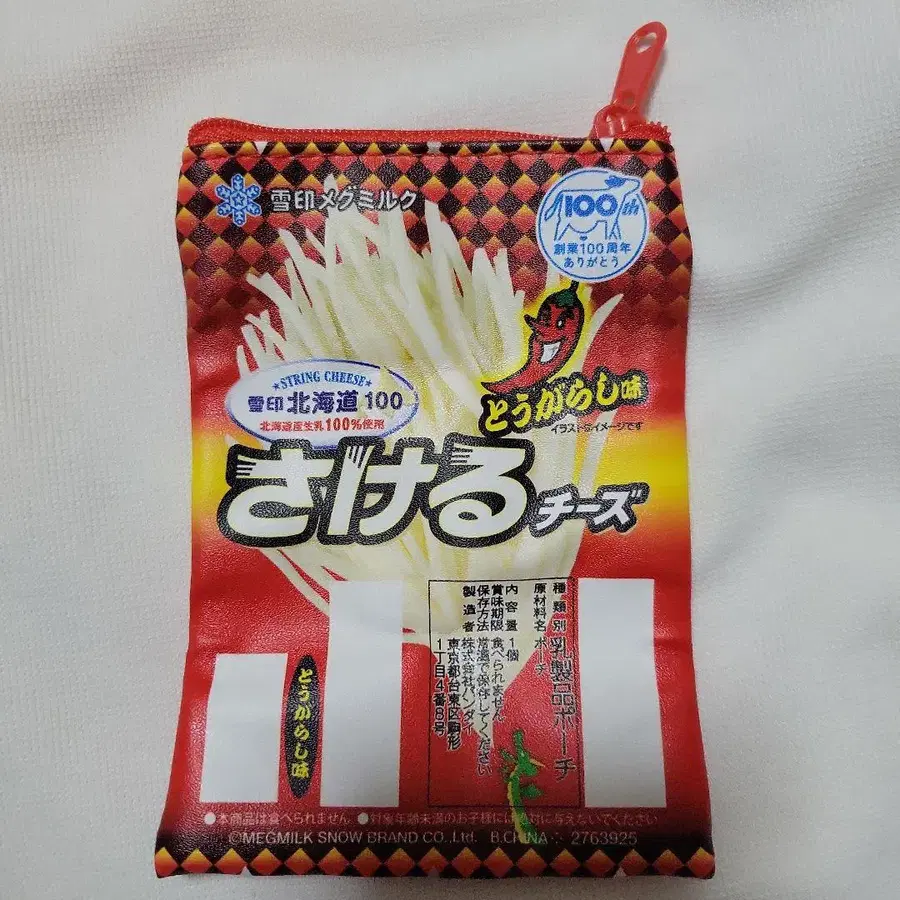 雪印メグミルク
100th
創業100周年
ありがとう
★STRING CHEESE★
雪印 北海道 100
北海道産生乳100%使用
とうがらし味
イラストはイメージです
さける チーズ
種類別 乳製品ポーチ
原材料名 ポーチ
内容量 1個
賞味期限 食べられません
保存方法 常温で保存してください
製造者 株式会社バンダイ
東京都台東区駒形
1丁目4番8号
とうがらし味
●本商品は食べられません ●対象年齢未満のお子様には絶対に与えないでください
©MEGMILK SNOW BRAND CO.,Ltd. B.CHINA 2763925